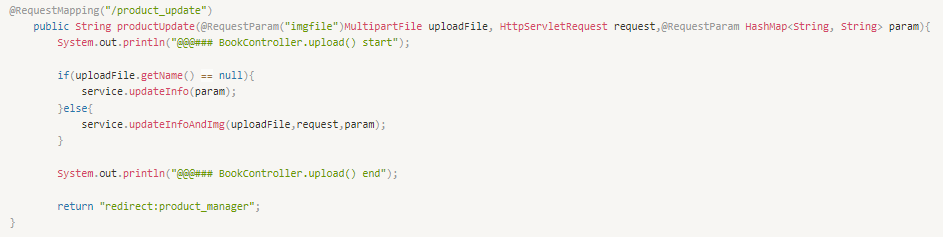 @RequestMapping("/product_update")
public String productUpdate(@RequestParam("imgfile")MultipartFile uploadFile, HttpServletRequest request,@RequestParam HashMap<String, String> param){
System.out.println("@@@### BookController.upload() start");
if(uploadFile.getName() == null){
service.updateInfo(param);
}else{
service.updateInfoAndImg(uploadFile,request,param);
}
System.out.println("@@@### BookController.upload() end");
return "redirect:product_manager";
}